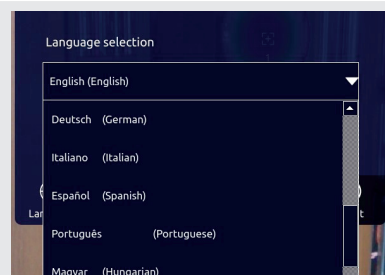 Language selection
English (English)
Deutsch (German)
Italiano (Italian)
Español (Spanish)
Português (Portuguese)
Magyar (Hungarian)